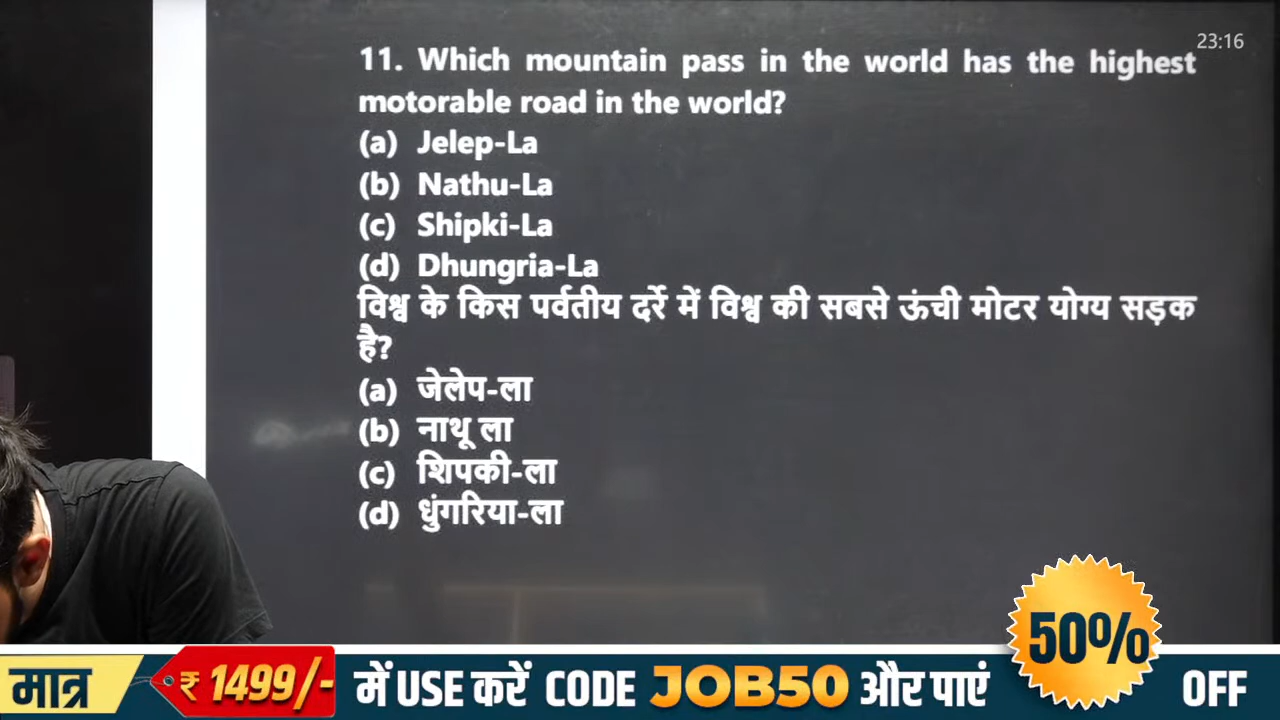 23:16
11. Which mountain pass in the world has the highest
motorable road in the world?
(a) Jelep-La
(b) Nathu-La
(c) Shipki-La
(d) Dhungria-La
विश्व के किस पर्वतीय दर्रे में विश्व की सबसे ऊंची मोटर योग्य सड़क
है?
(a) जेलेप-ला
(b) नाथू ला
(c) शिपकी-ला
(d) धुंगरिया-ला
मात्र ₹ 1499/- में USE करें CODE JOB50 और पाएं 50% OFF